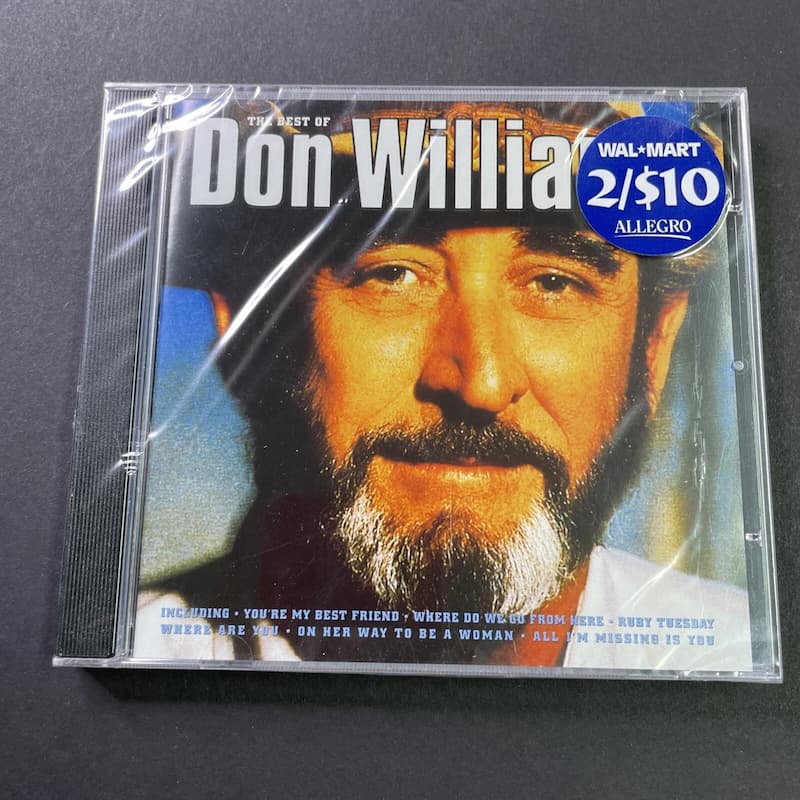 THE BEST OF
Don Willia
WAL★MART
2/$10
ALLEGRO
INCLUDING • YOU'RE MY BEST FRIEND • WHERE DO WE GO FROM HERE • RUBY TUESDAY
WHERE ARE YOU • ON HER WAY TO BE A WOMAN • ALL I'M MISSING IS YOU